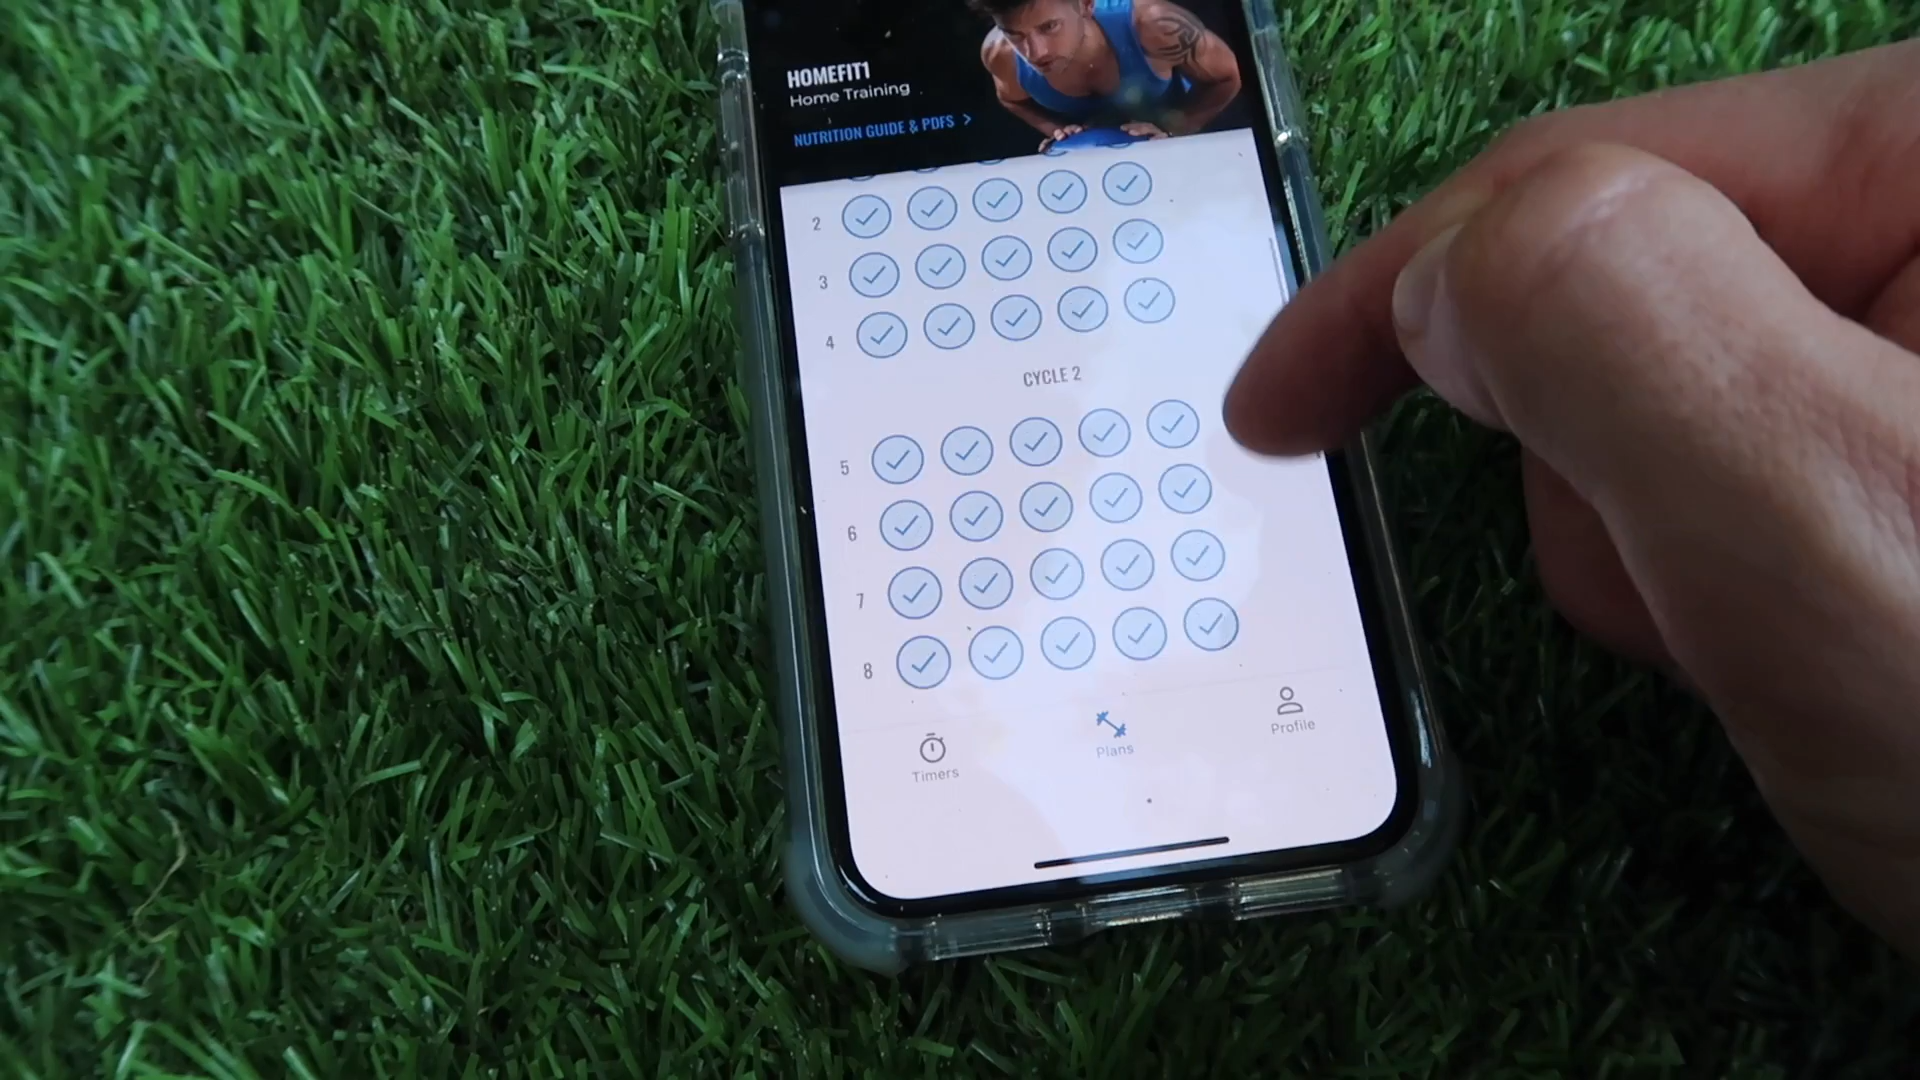 HOMEFIT1
Home Training
NUTRITION GUIDE & PDFS >
2
3
4
CYCLE 2
5
6
7
8
Timers
Plans
Profile